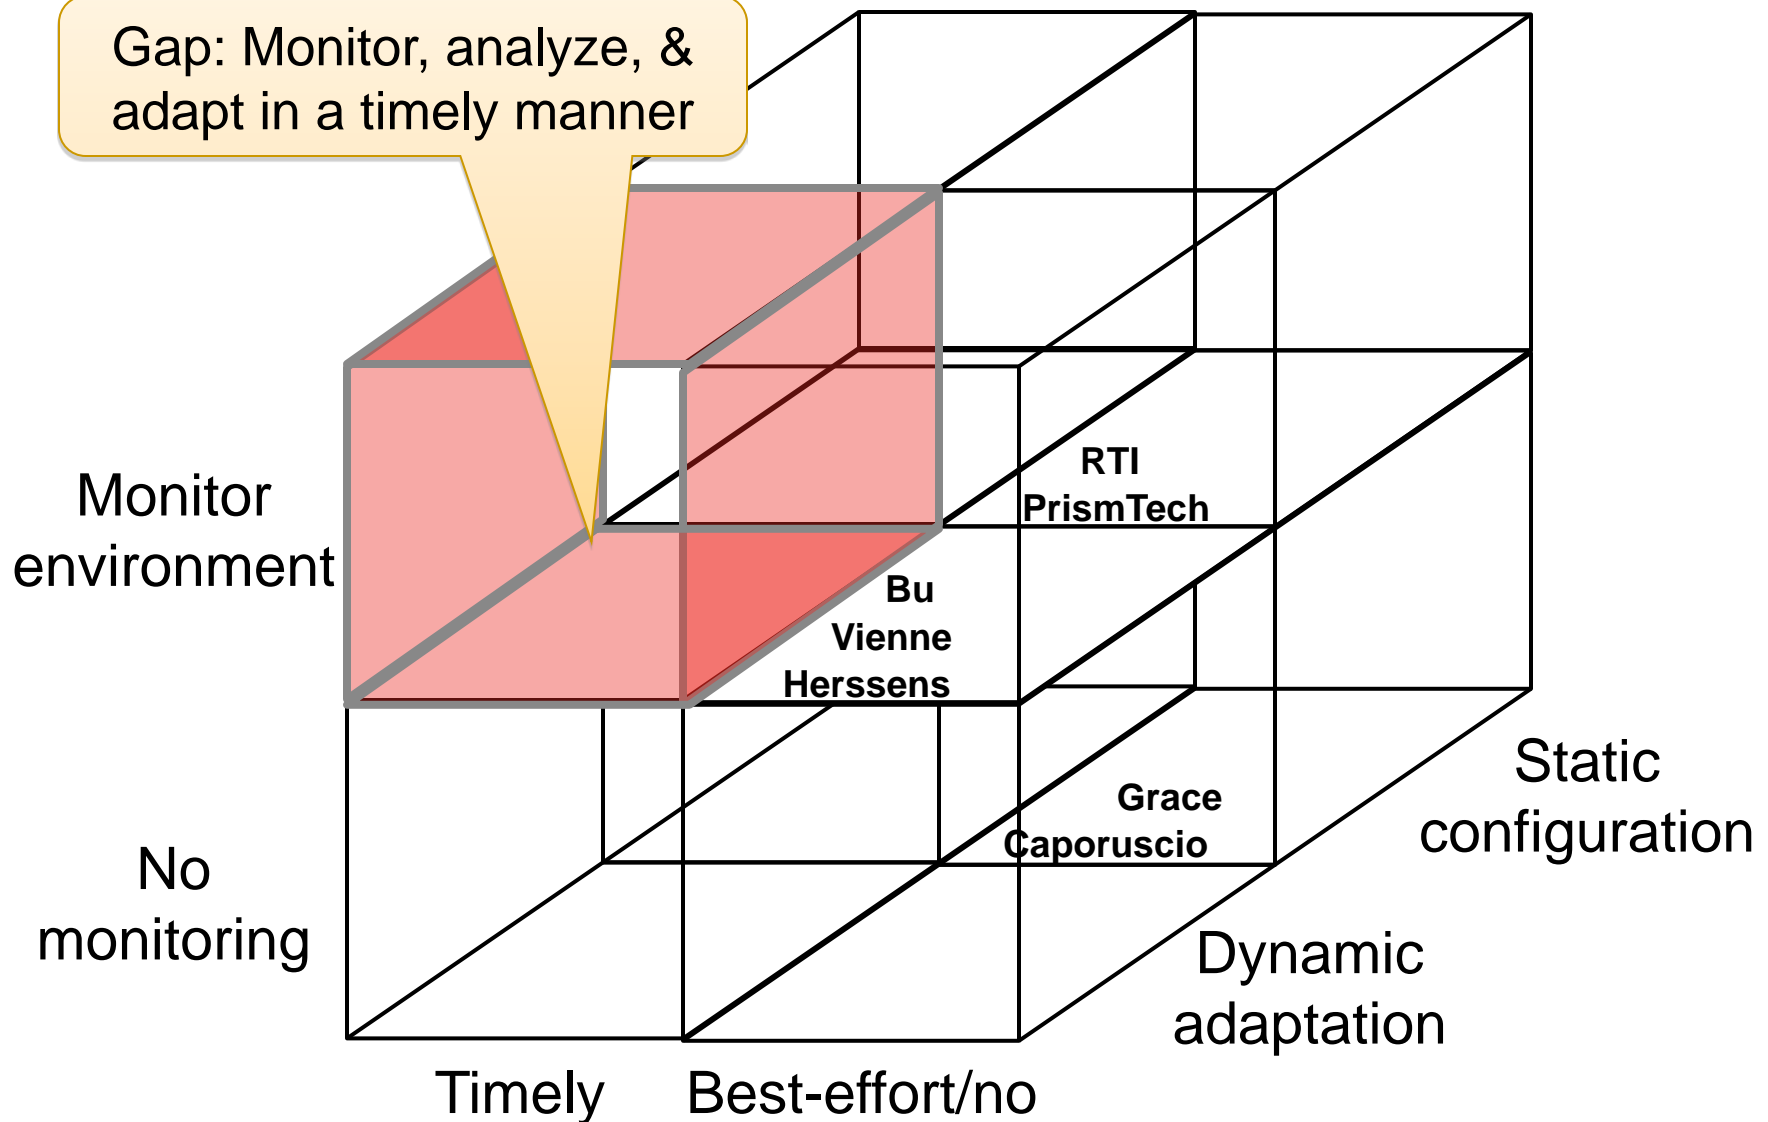 Gap: Monitor, analyze, &
adapt in a timely manner
RTI
PrismTech
Monitor
environment
Bu
Vienne
Herssens
Static
configuration
Grace
Caporuscio
No
monitoring
Dynamic
adaptation
Timely
Best-effort/no